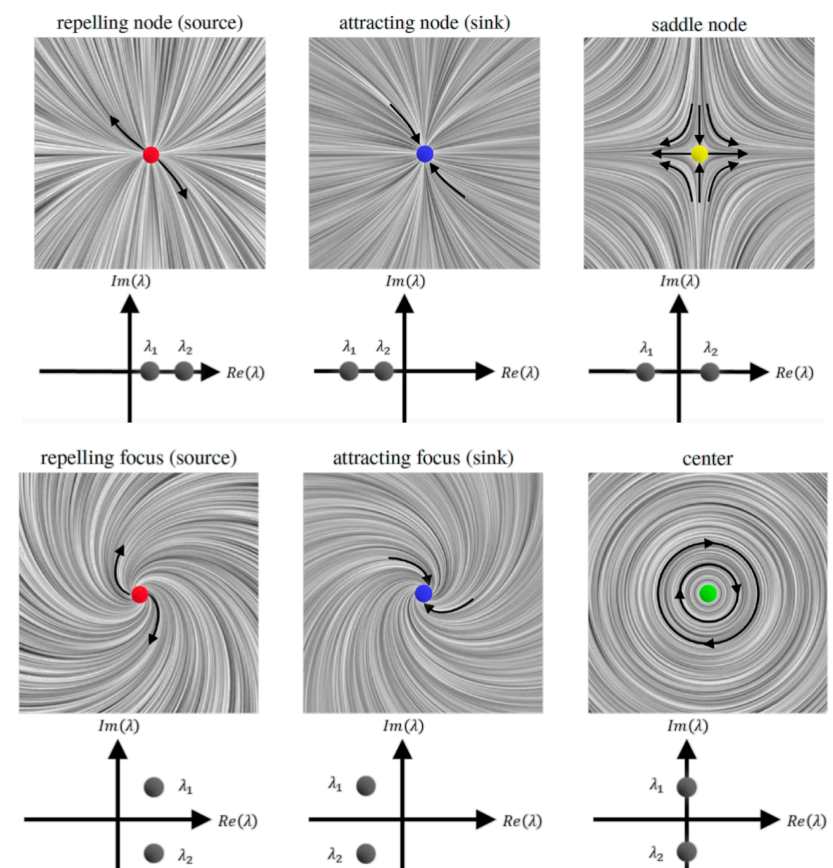 repelling node (source) attracting node (sink) saddle node
Im(λ) Im(λ) Im(λ)
λ₁ λ₂ Re(λ) λ₁ λ₂ Re(λ) λ₁ λ₂ Re(λ)
repelling focus (source) attracting focus (sink) center
Im(λ) Im(λ) Im(λ)
λ₁ λ₁ λ₁
Re(λ) Re(λ) Re(λ)
λ₂ λ₂ λ₂